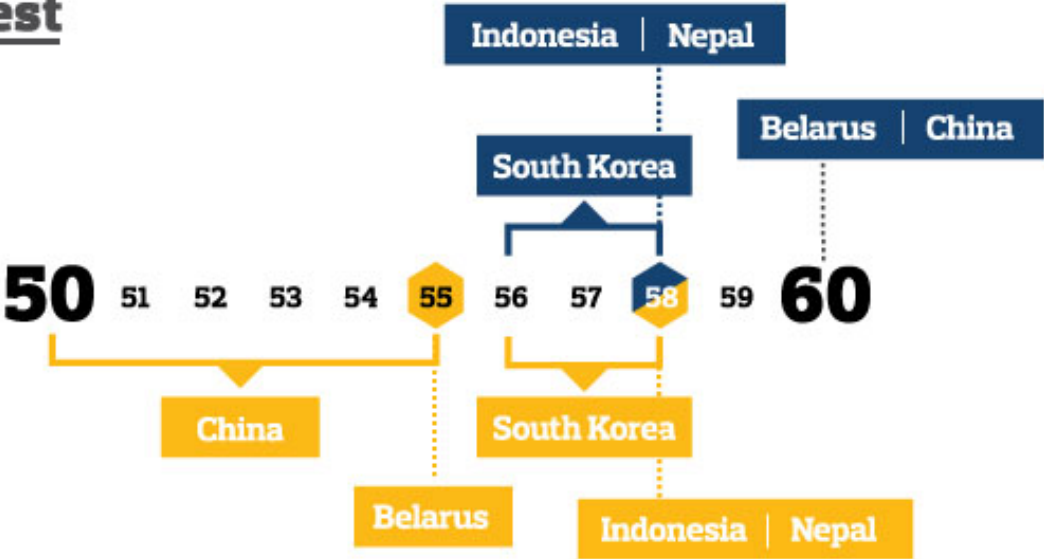 est
Indonesia | Nepal
Belarus | China
South Korea
50 51 52 53 54 55 56 57 58 59 60
China
South Korea
Belarus
Indonesia | Nepal